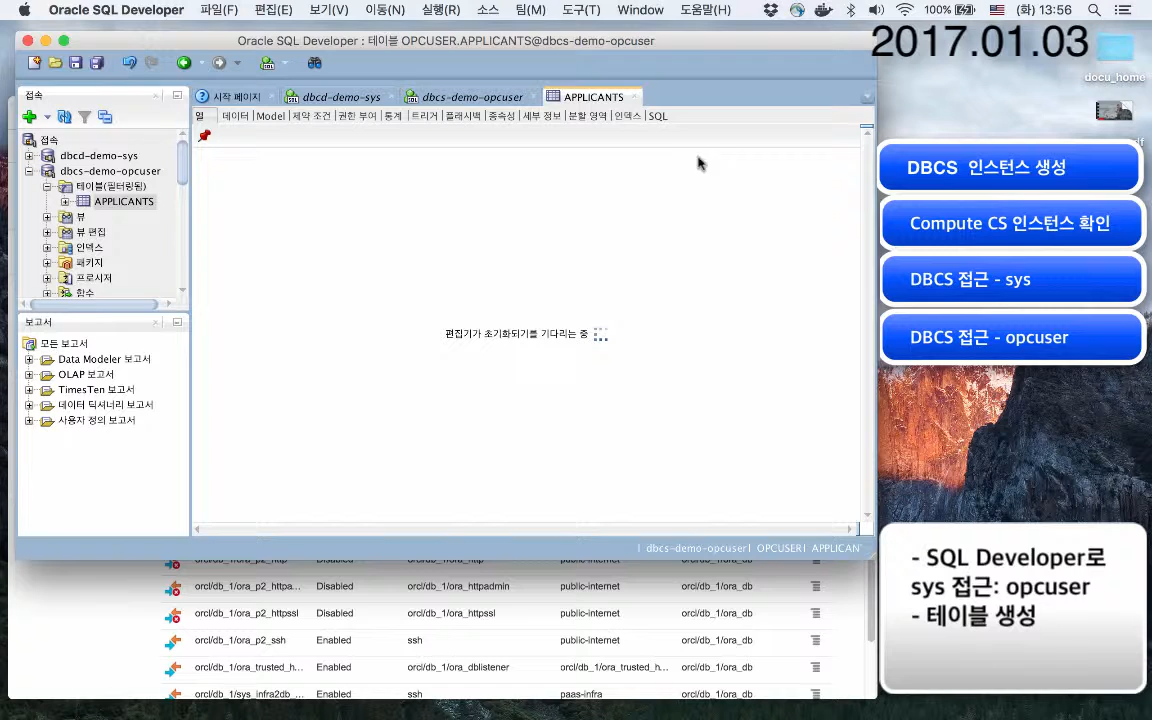 Oracle SQL Developer 파일(F) 편집(E) 보기(V) 이동(N) 실행(R) 소스 팀(M) 도구(T) Window 도움말(H) 100% (화) 13:56
2017.01.03
Oracle SQL Developer : 테이블 OPCUSER.APPLICANTS@dbcs-demo-opcuser
docu_home
접속
시작 페이지 dbcd-demo-sys dbcs-demo-opcuser APPLICANTS
열 데이터 Model 제약 조건 권한 부여 통계 트리거 플래시백 종속성 세부 정보 분할 영역 인덱스 SQL
접속
dbcd-demo-sys
dbcs-demo-opcuser
테이블(필터링됨)
APPLICANTS
뷰
뷰 편집
인덱스
패키지
프로시저
함수
편집기가 초기화되기를 기다리는 중
보고서
모든 보고서
Data Modeler 보고서
OLAP 보고서
TimesTen 보고서
데이터 딕셔너리 보고서
사용자 정의 보고서
dbcs-demo-opcuser| OPCUSER| APPLICAN
DBCS 인스턴스 생성
Compute CS 인스턴스 확인
DBCS 접근 - sys
DBCS 접근 - opcuser
- SQL Developer로
sys 접근: opcuser
- 테이블 생성
orcl/db_1/ora_p2_http Disabled orcl/db_1/ora_http public-internet orcl/db_1/ora_db
orcl/db_1/ora_p2_httpa... Disabled orcl/db_1/ora_httpadmin public-internet orcl/db_1/ora_db
orcl/db_1/ora_p2_httpssl Disabled orcl/db_1/ora_httpssl public-internet orcl/db_1/ora_db
orcl/db_1/ora_p2_ssh Enabled ssh public-internet orcl/db_1/ora_db
orcl/db_1/ora_trusted_h... Enabled orcl/db_1/ora_dblistener orcl/db_1/ora_trusted_h... orcl/db_1/ora_db
orcl/db_1/sys_infra2db_... Enabled ssh paas-infra orcl/db_1/ora_db